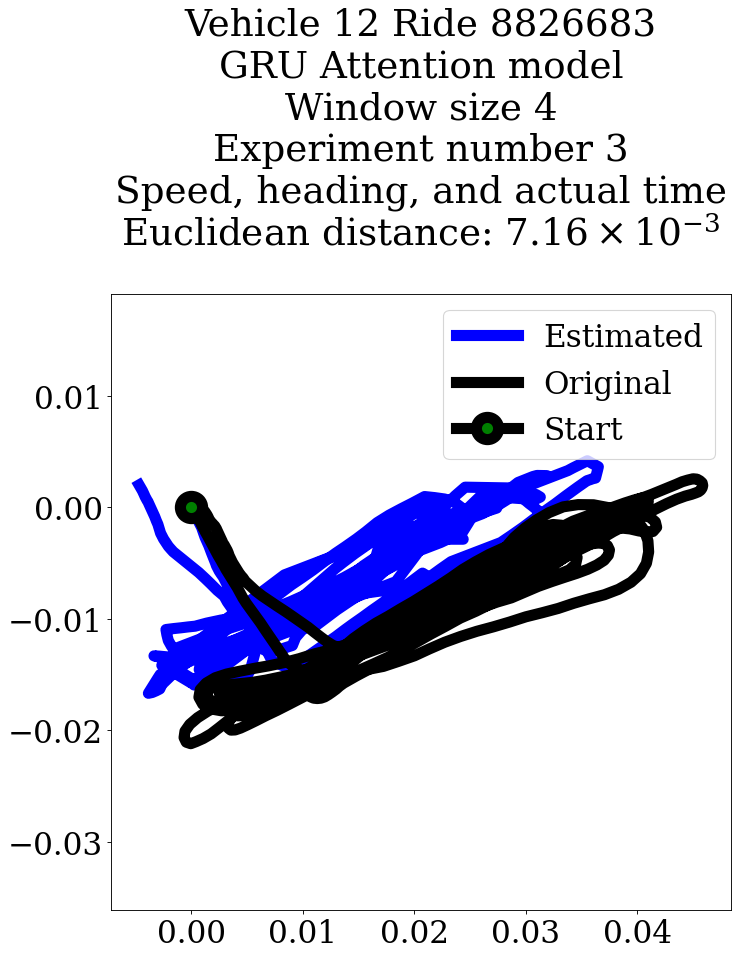 Vehicle 12 Ride 8826683
GRU Attention model
Window size 4
Experiment number 3
Speed, heading, and actual time
Euclidean distance: 7.16 × 10⁻³
Estimated
Original
Start
0.01
0.00
−0.01
−0.02
−0.03
0.00 0.01 0.02 0.03 0.04